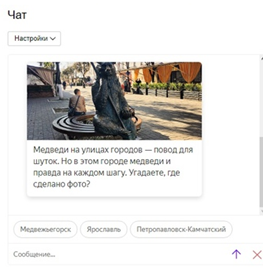 Чат
Настройки
Медведи на улицах городов — повод для
шуток. Но в этом городе медведи и
правда на каждом шагу. Угадаете, где
сделано фото?
Медвежьегорск
Ярославль
Петропавловск-Камчатский
Сообщение...